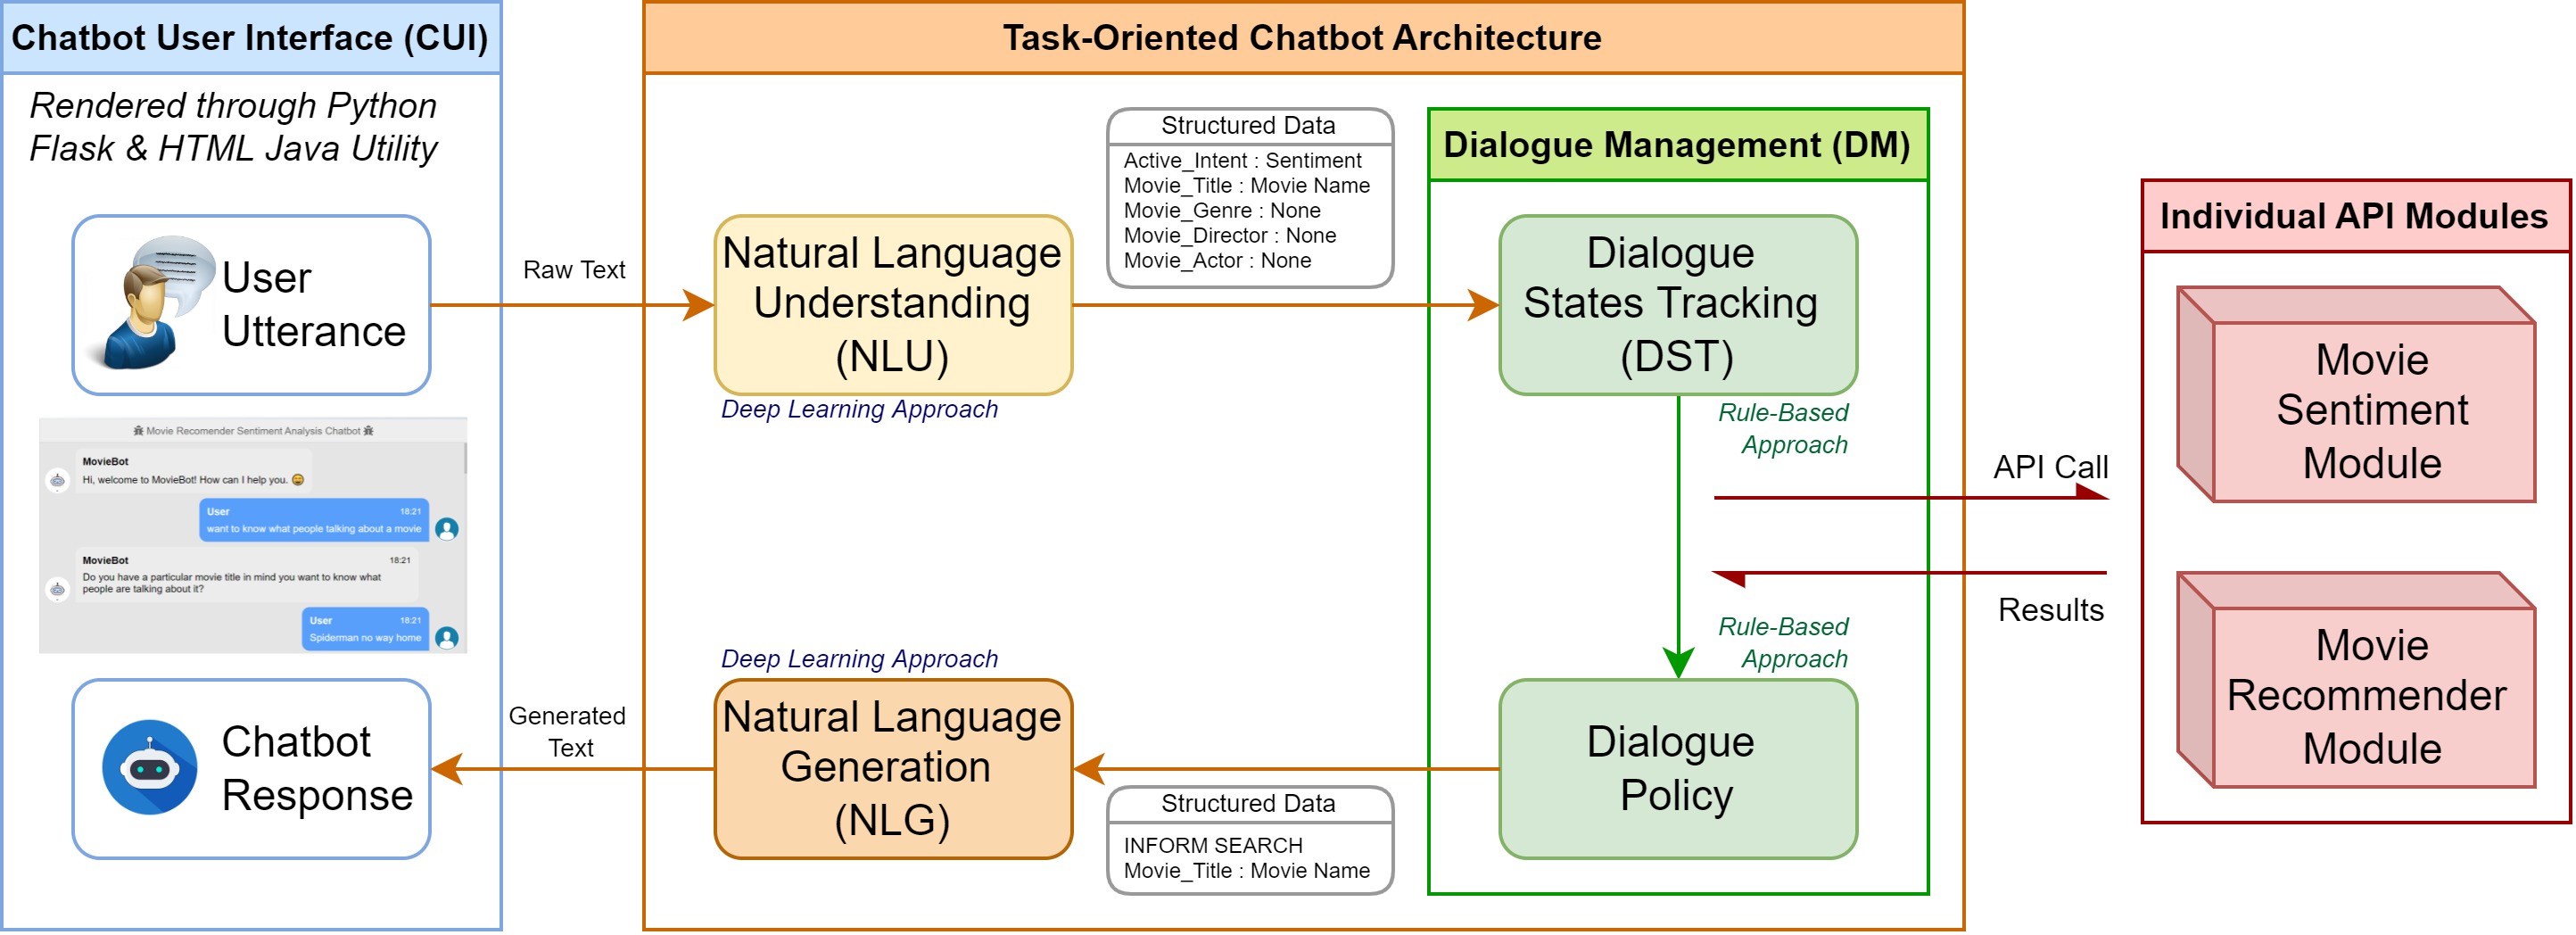 Chatbot User Interface (CUI)
Rendered through Python
Flask & HTML Java Utility
User
Utterance
Movie Recomender Sentiment Analysis Chatbot
MovieBot
Hi, welcome to MovieBot! How can I help you.
User 18:21
want to know what people talking about a movie
MovieBot 18:21
Do you have a particular movie title in mind you want to know what
people are talking about it?
User 18:21
Spiderman no way home
Chatbot
Response
Raw Text
Generated
Text
Task-Oriented Chatbot Architecture
Natural Language
Understanding
(NLU)
Deep Learning Approach
Structured Data
Active_Intent : Sentiment
Movie_Title : Movie Name
Movie_Genre : None
Movie_Director : None
Movie_Actor : None
Dialogue Management (DM)
Dialogue
States Tracking
(DST)
Rule-Based
Approach
Rule-Based
Approach
Dialogue
Policy
Deep Learning Approach
Natural Language
Generation
(NLG)
Structured Data
INFORM SEARCH
Movie_Title : Movie Name
API Call
Results
Individual API Modules
Movie
Sentiment
Module
Movie
Recommender
Module